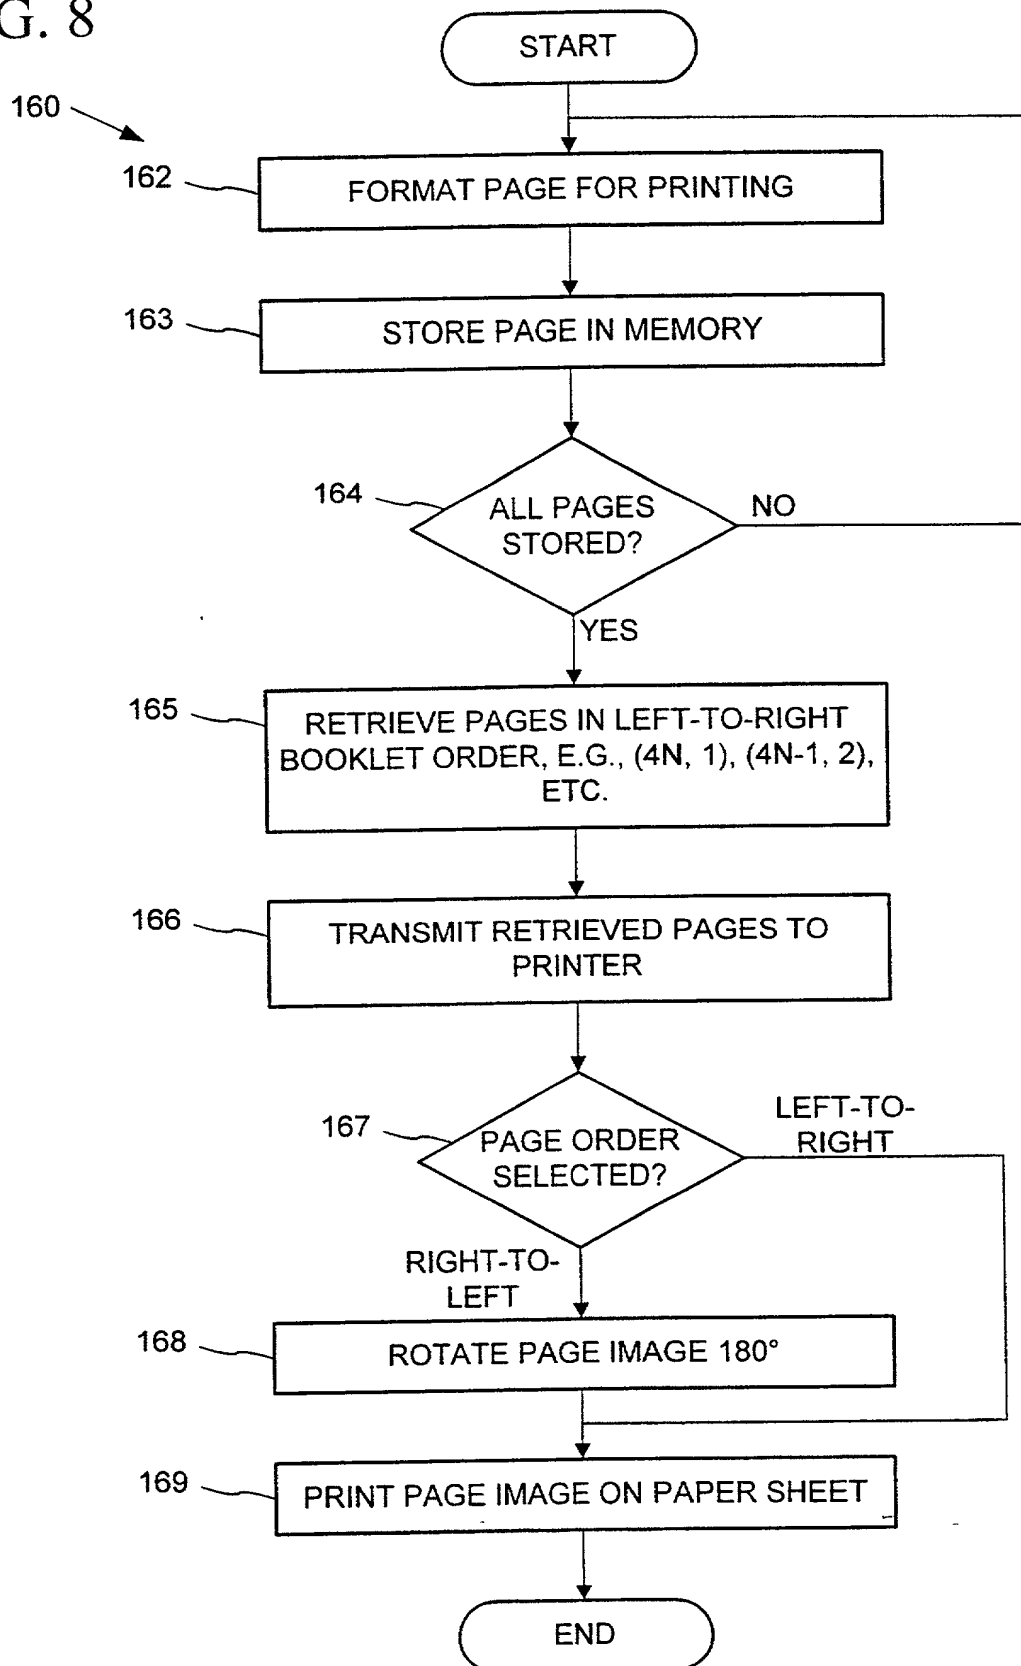 G. 8
START
160
162
FORMAT PAGE FOR PRINTING
163
STORE PAGE IN MEMORY
164
ALL PAGES
STORED?
NO
YES
165
RETRIEVE PAGES IN LEFT-TO-RIGHT
BOOKLET ORDER, E.G., (4N, 1), (4N-1, 2),
ETC.
166
TRANSMIT RETRIEVED PAGES TO
PRINTER
167
PAGE ORDER
SELECTED?
LEFT-TO-
RIGHT
RIGHT-TO-
LEFT
168
ROTATE PAGE IMAGE 180°
169
PRINT PAGE IMAGE ON PAPER SHEET
END